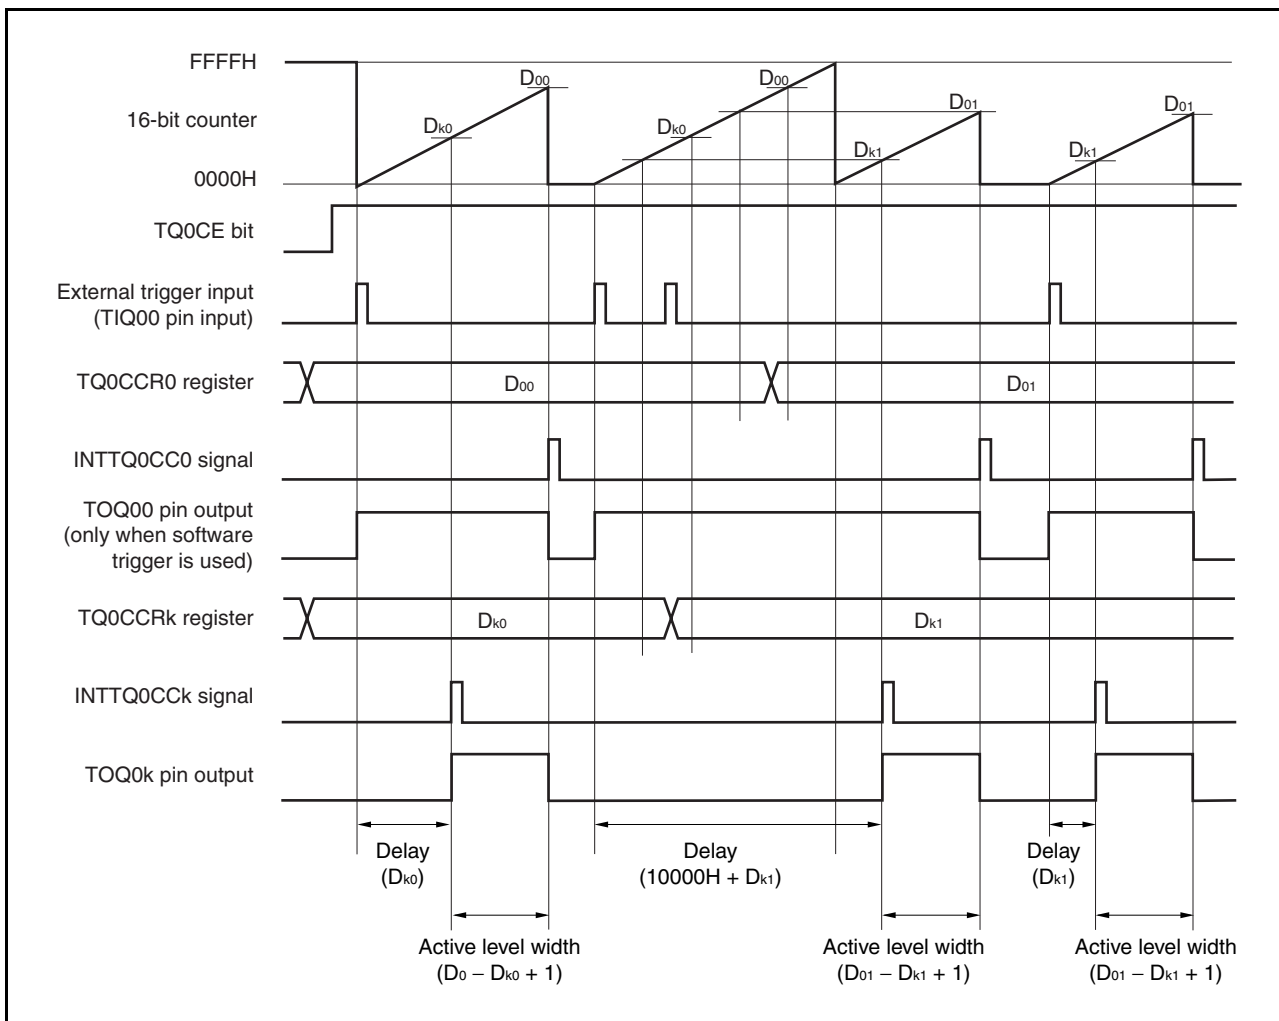 FFFFH
D00
D00
16-bit counter
Dk0
Dk0
D01
D01
Dk1
Dk1
0000H
TQ0CE bit
External trigger input
(TIQ00 pin input)
TQ0CCR0 register
D00
D01
INTTQ0CC0 signal
TOQ00 pin output
(only when software
trigger is used)
TQ0CCRk register
Dk0
Dk1
INTTQ0CCk signal
TOQ0k pin output
Delay
(Dk0)
Delay
(10000H + Dk1)
Delay
(Dk1)
Active level width
(D0 − Dk0 + 1)
Active level width
(D01 − Dk1 + 1)
Active level width
(D01 − Dk1 + 1)